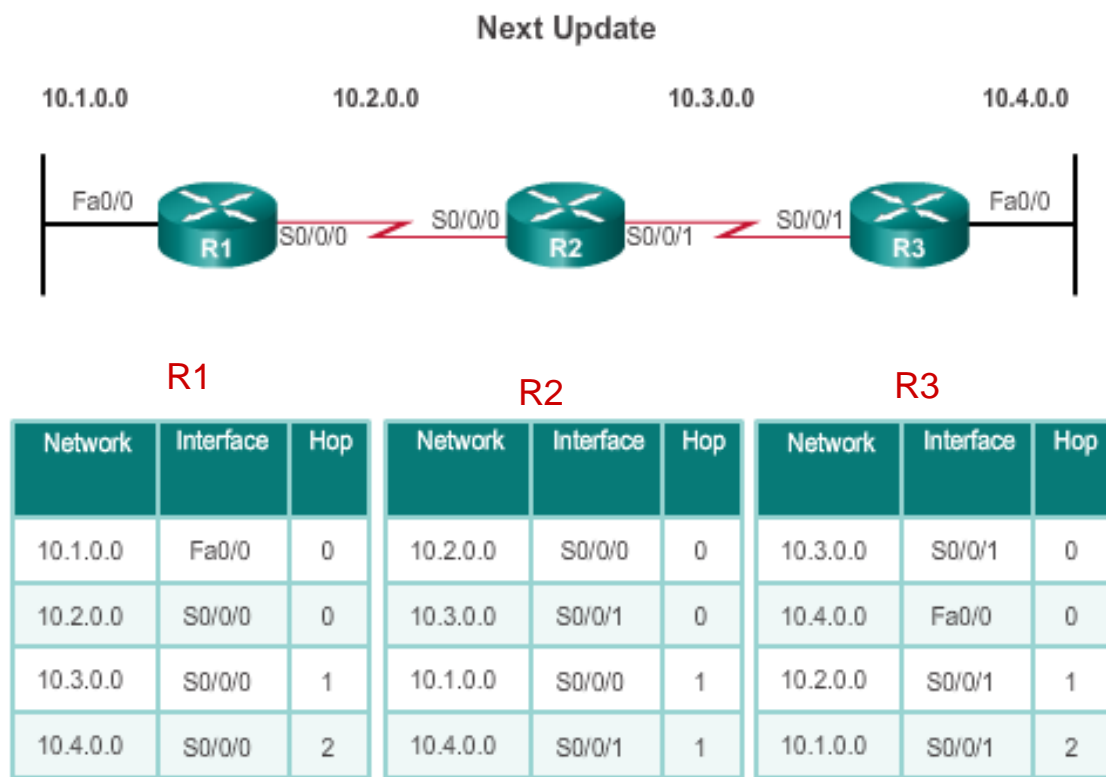 Next Update
10.1.0.0 10.2.0.0 10.3.0.0 10.4.0.0
Fa0/0 R1 S0/0/0 S0/0/0 R2 S0/0/1 S0/0/1 R3 Fa0/0
R1
Network Interface Hop
10.1.0.0 Fa0/0 0
10.2.0.0 S0/0/0 0
10.3.0.0 S0/0/0 1
10.4.0.0 S0/0/0 2
R2
Network Interface Hop
10.2.0.0 S0/0/0 0
10.3.0.0 S0/0/1 0
10.1.0.0 S0/0/0 1
10.4.0.0 S0/0/1 1
R3
Network Interface Hop
10.3.0.0 S0/0/1 0
10.4.0.0 Fa0/0 0
10.2.0.0 S0/0/1 1
10.1.0.0 S0/0/1 2